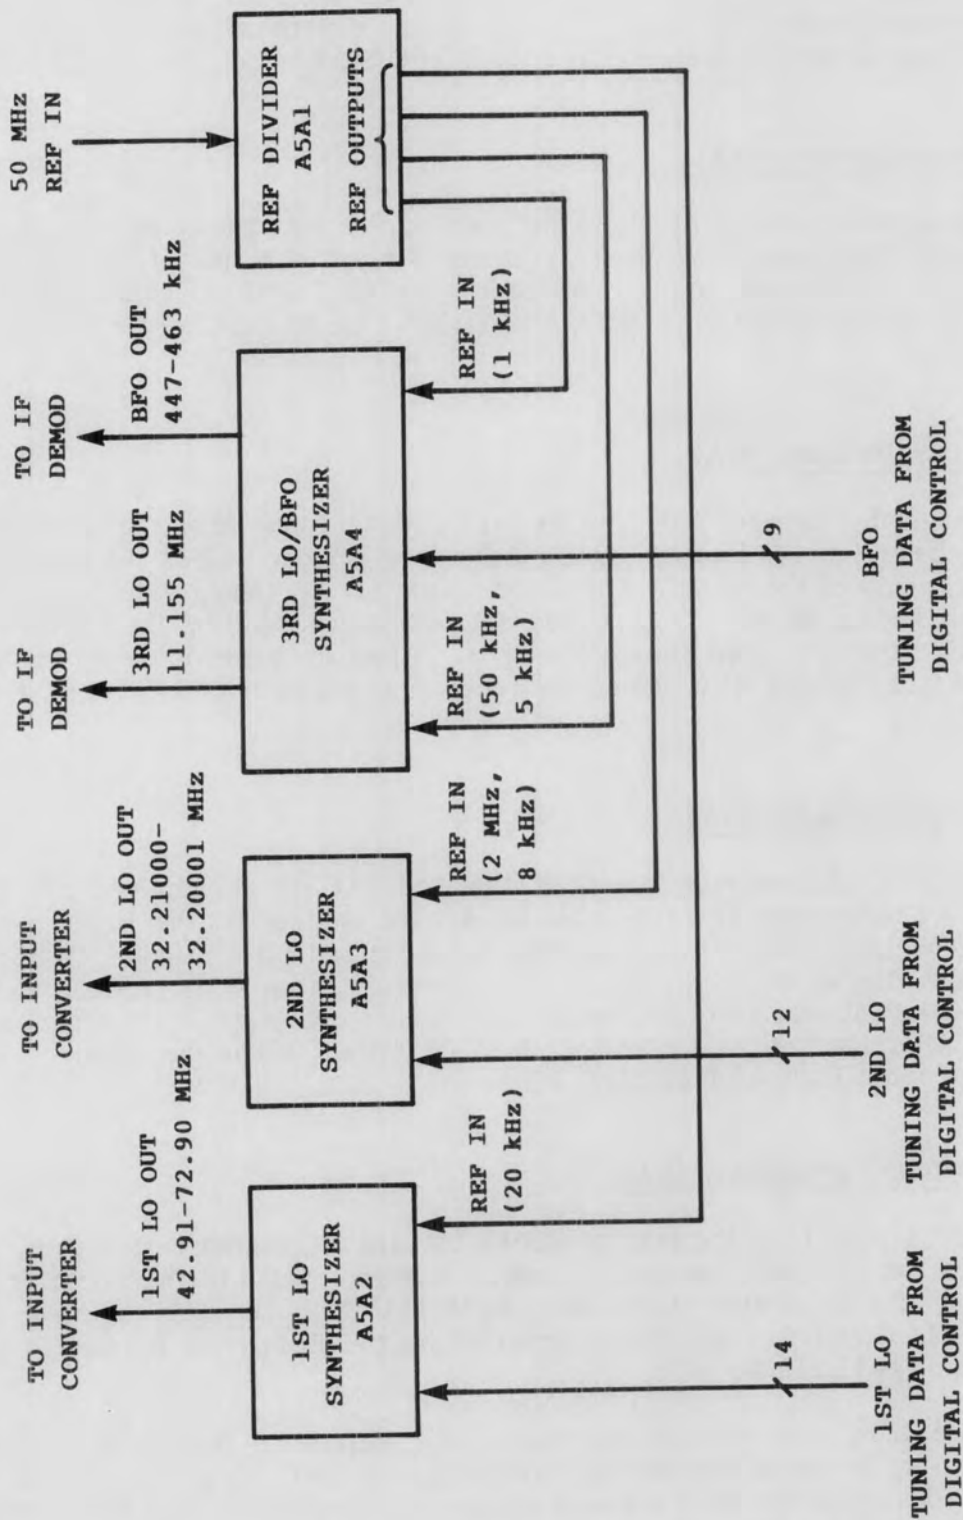 TO INPUT
CONVERTER
1ST LO OUT
42.91-72.90 MHz
1ST LO
SYNTHESIZER
A5A2
REF IN
(20 kHz)
14
1ST LO
TUNING DATA FROM
DIGITAL CONTROL
TO INPUT
CONVERTER
2ND LO OUT
32.21000-
32.20001 MHz
2ND LO
SYNTHESIZER
A5A3
REF IN
(2 MHz,
8 kHz)
12
2ND LO
TUNING DATA FROM
DIGITAL CONTROL
TO IF
DEMOD
3RD LO OUT
11.155 MHz
TO IF
DEMOD
BFO OUT
447-463 kHz
3RD LO/BFO
SYNTHESIZER
A5A4
REF IN
(50 kHz,
5 kHz)
REF IN
(1 kHz)
9
BFO
TUNING DATA FROM
DIGITAL CONTROL
50 MHz
REF IN
REF DIVIDER
A5A1
REF OUTPUTS